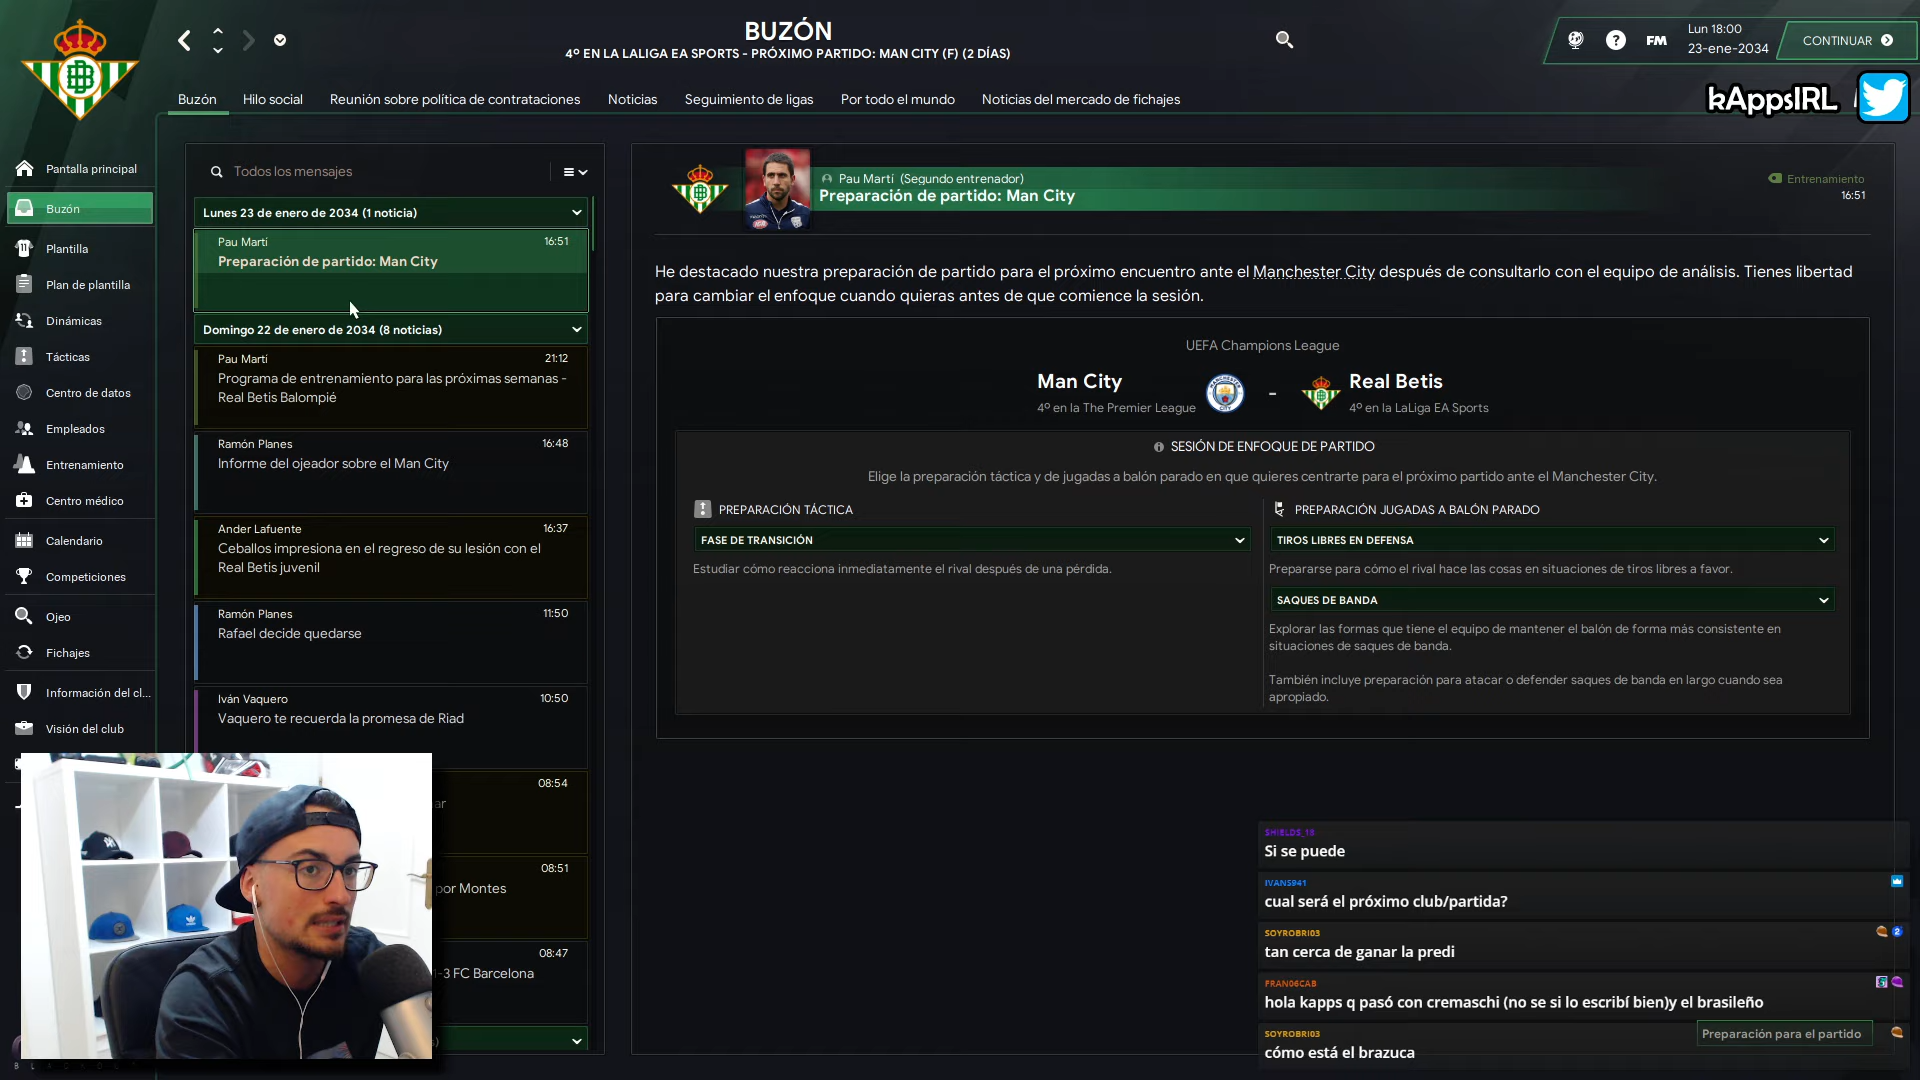 BUZÓN
4º EN LA LALIGA EA SPORTS - PRÓXIMO PARTIDO: MAN CITY (F) (2 DÍAS)
FM
Lun 18:00
23-ene-2034
CONTINUAR
Buzón
Hilo social
Reunión sobre política de contrataciones
Noticias
Seguimiento de ligas
Por todo el mundo
Noticias del mercado de fichajes
kAppsIRL
Pantalla principal
Buzón
Plantilla
Plan de plantilla
Dinámicas
Tácticas
Centro de datos
Empleados
Entrenamiento
Centro médico
Calendario
Competiciones
Ojeo
Fichajes
Información del cl...
Visión del club
Todos los mensajes
Lunes 23 de enero de 2034 (1 noticia)
Pau Martí 16:51
Preparación de partido: Man City
Domingo 22 de enero de 2034 (8 noticias)
Pau Martí 21:12
Programa de entrenamiento para las próximas semanas -
Real Betis Balompié
Ramón Planes 16:48
Informe del ojeador sobre el Man City
Ander Lafuente 16:37
Ceballos impresiona en el regreso de su lesión con el
Real Betis juvenil
Ramón Planes 11:50
Rafael decide quedarse
Iván Vaquero 10:50
Vaquero te recuerda la promesa de Riad
08:54
ar
08:51
por Montes
08:47
-3 FC Barcelona
Pau Martí (Segundo entrenador)
Preparación de partido: Man City
Entrenamiento
16:51
He destacado nuestra preparación de partido para el próximo encuentro ante el Manchester City después de consultarlo con el equipo de análisis. Tienes libertad
para cambiar el enfoque cuando quieras antes de que comience la sesión.
UEFA Champions League
Man City - Real Betis
4º en la The Premier League 4º en la LaLiga EA Sports
SESIÓN DE ENFOQUE DE PARTIDO
Elige la preparación táctica y de jugadas a balón parado en que quieres centrarte para el próximo partido ante el Manchester City.
PREPARACIÓN TÁCTICA
FASE DE TRANSICIÓN
Estudiar cómo reacciona inmediatamente el rival después de una pérdida.
PREPARACIÓN JUGADAS A BALÓN PARADO
TIROS LIBRES EN DEFENSA
Prepararse para cómo el rival hace las cosas en situaciones de tiros libres a favor.
SAQUES DE BANDA
Explorar las formas que tiene el equipo de mantener el balón de forma más consistente en
situaciones de saques de banda.
También incluye preparación para atacar o defender saques de banda en largo cuando sea
apropiado.
SHIELDS_18
Si se puede
IVANS941
cual será el próximo club/partida?
SOYROBRI03
tan cerca de ganar la predi
FRAN06CAB
hola kapps q pasó con cremaschi (no se si lo escribí bien)y el brasileño
SOYROBRI03
cómo está el brazuca
Preparación para el partido